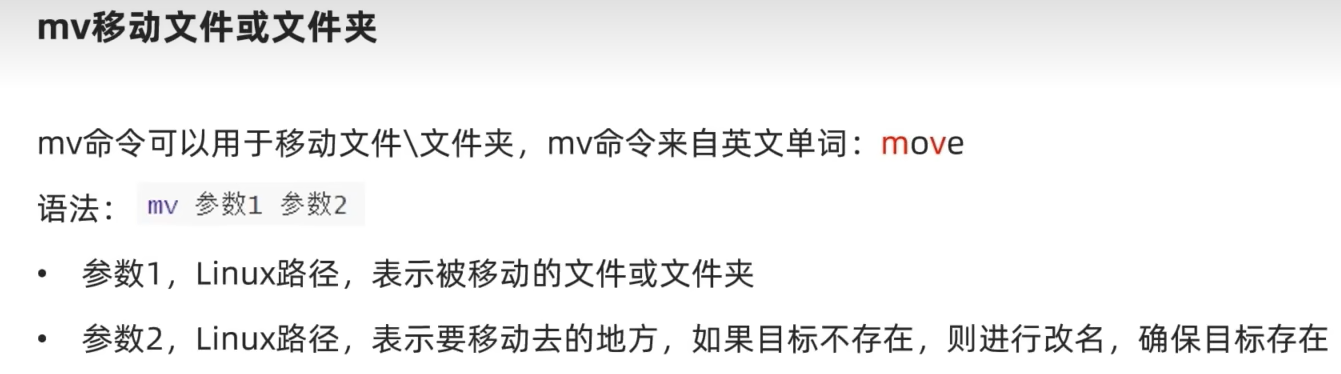 mv移动文件或文件夹
mv命令可以用于移动文件\文件夹，mv命令来自英文单词：move
语法： mv 参数1 参数2
• 参数1，Linux路径，表示被移动的文件或文件夹
• 参数2，Linux路径，表示要移动去的地方，如果目标不存在，则进行改名，确保目标存在